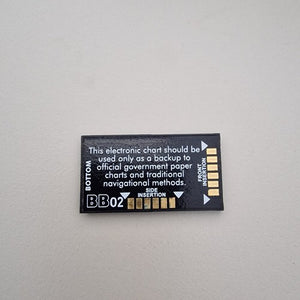 This electronic chart should be
used only as a backup to
official government paper
charts and traditional
navigational methods.
BOTTOM
FRONT
INSERTION
SIDE
INSERTION
BB02